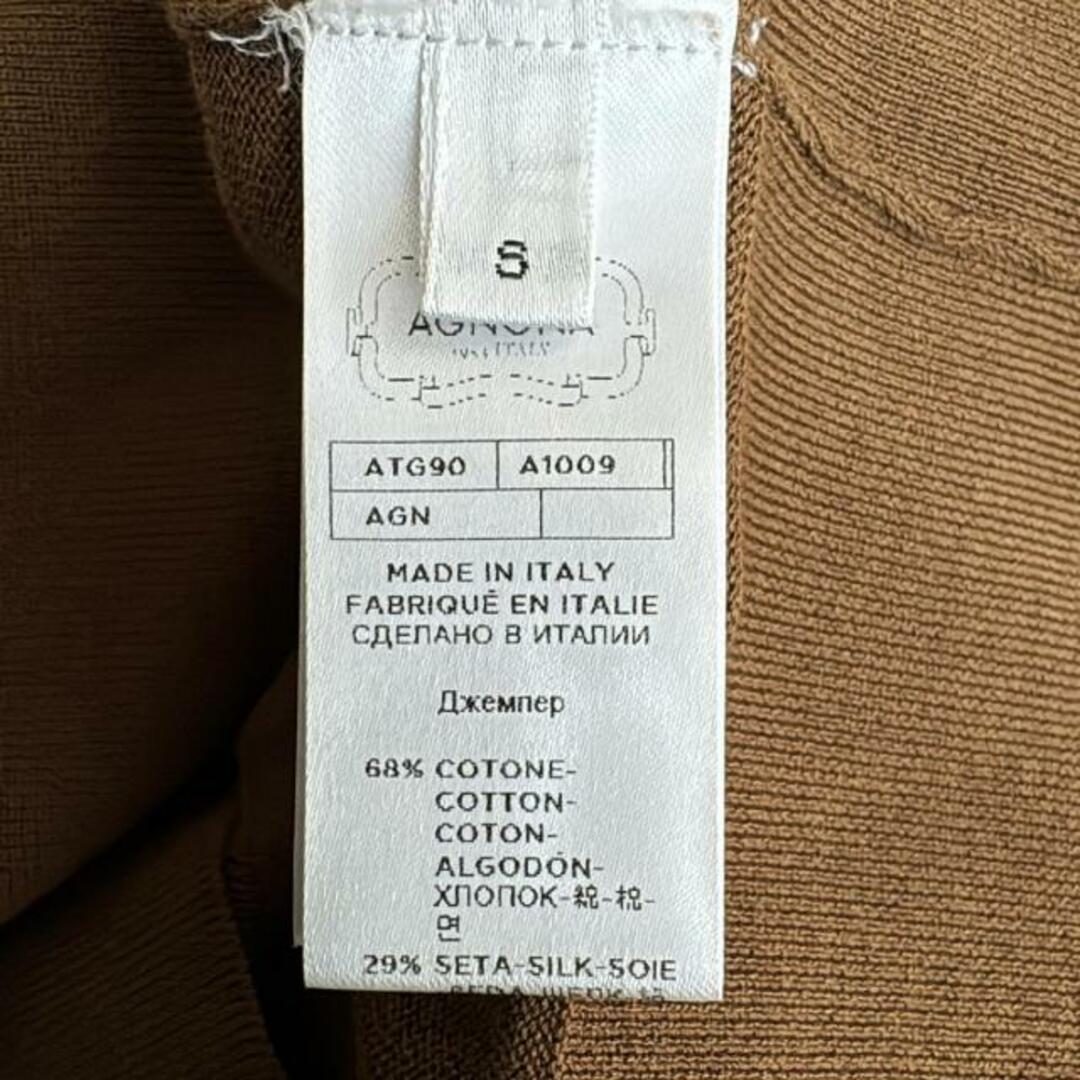 S
AGNONA
ITALY
ATG90 A1009
AGN
MADE IN ITALY
FABRIQUÉ EN ITALIE
СДЕЛАНО В ИТАЛИИ
Джемпер
68% COTONE-
COTTON-
COTON-
ALGODÓN-
ХЛОПОК-綿-棉-
면
29% SETA-SILK-SOIE